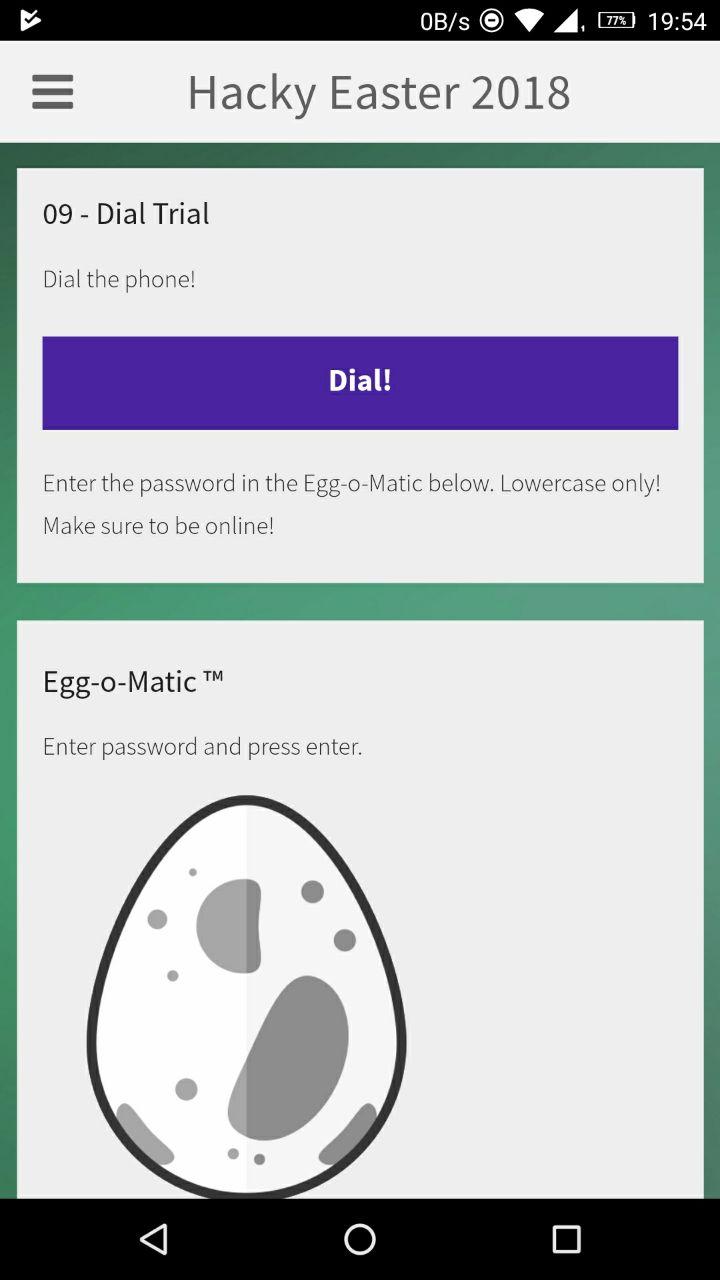 0B/s 77% 19:54
Hacky Easter 2018
09 - Dial Trial
Dial the phone!
Dial!
Enter the password in the Egg-o-Matic below. Lowercase only!
Make sure to be online!
Egg-o-Matic ™
Enter password and press enter.